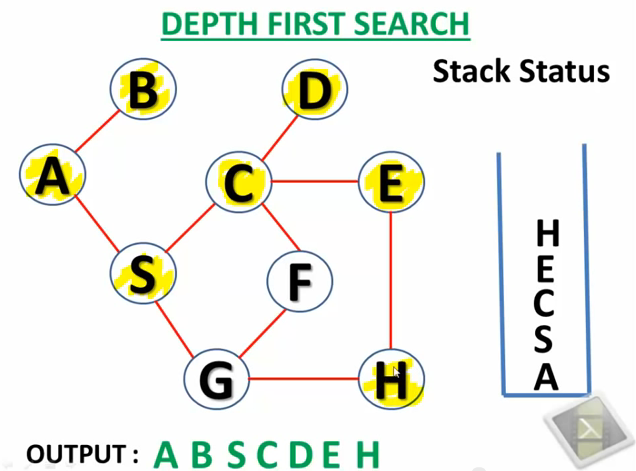 DEPTH FIRST SEARCH
Stack Status
B
D
A
C
E
S
F
G
H
H
E
C
S
A
OUTPUT : A B S C D E H